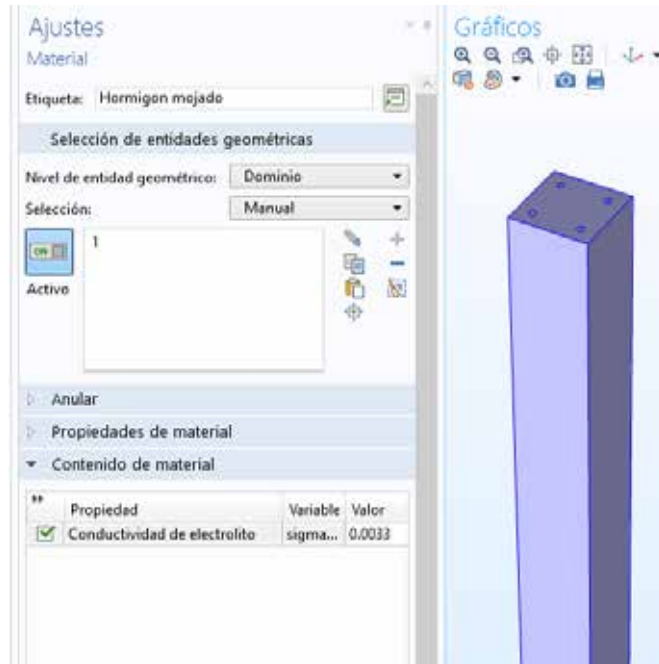 Ajustes
Material
Etiqueta: Hormigon mojado
Selección de entidades geométricas
Nivel de entidad geométrico: Dominio
Selección: Manual
ON
1
Activo
Anular
Propiedades de material
Contenido de material
Propiedad Variable Valor
Conductividad de electrolito sigma... 0.0033
Gráficos